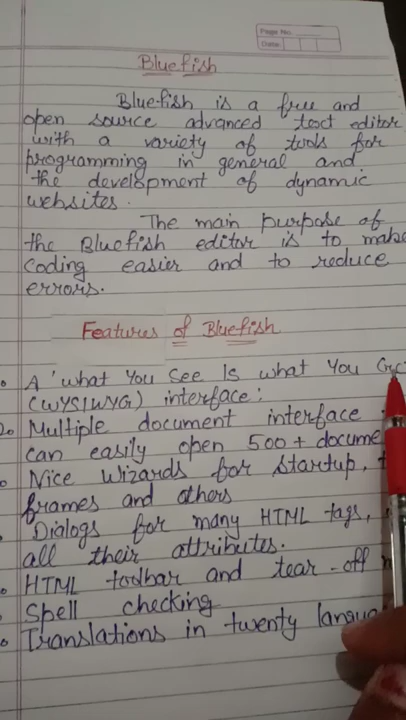 Page No.
Date:
Bluefish
Bluefish is a free and
open source advanced text editor
with a variety of tools for
programming in general and
the development of dynamic
websites.
The main purpose of
the Bluefish editor is to make
coding easier and to reduce
errors.
Features of Bluefish
A 'what You See Is what You
(WYSIWYG) interface:
2. Multiple document interface
can easily open 500+ docume
Nice Wizards for startup,
frames and others
Dialogs for many HTML tags,
all their attributes.
HTML toolbar and tear-off
Spell checking
Translations in twenty langua